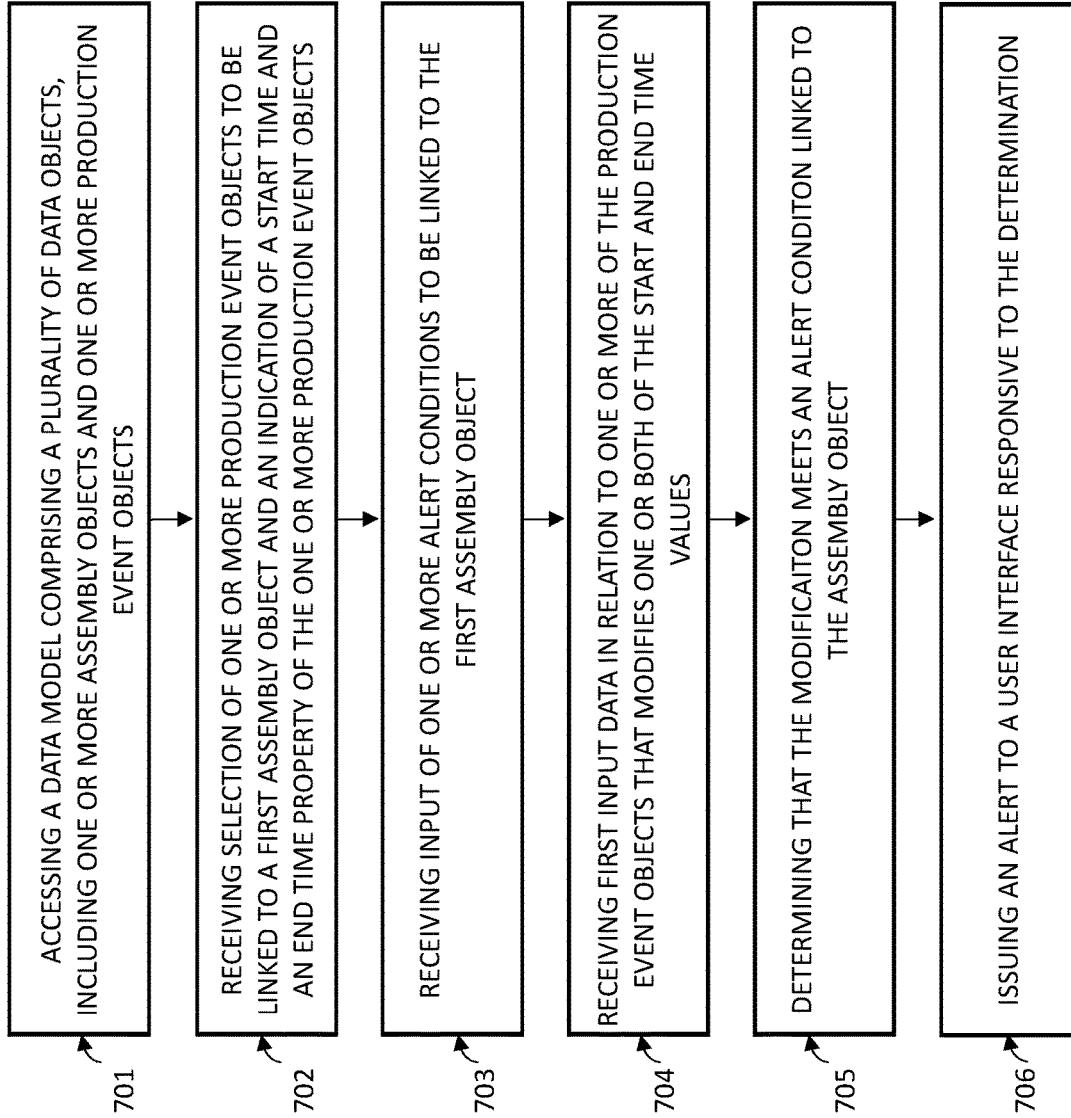 701
ACCESSING A DATA MODEL COMPRISING A PLURALITY OF DATA OBJECTS,
INCLUDING ONE OR MORE ASSEMBLY OBJECTS AND ONE OR MORE PRODUCTION
EVENT OBJECTS
702
RECEIVING SELECTION OF ONE OR MORE PRODUCTION EVENT OBJECTS TO BE
LINKED TO A FIRST ASSEMBLY OBJECT AND AN INDICATION OF A START TIME AND
AN END TIME PROPERTY OF THE ONE OR MORE PRODUCTION EVENT OBJECTS
703
RECEIVING INPUT OF ONE OR MORE ALERT CONDITIONS TO BE LINKED TO THE
FIRST ASSEMBLY OBJECT
704
RECEIVING FIRST INPUT DATA IN RELATION TO ONE OR MORE OF THE PRODUCTION
EVENT OBJECTS THAT MODIFIES ONE OR BOTH OF THE START AND END TIME
VALUES
705
DETERMINING THAT THE MODIFICAITON MEETS AN ALERT CONDITON LINKED TO
THE ASSEMBLY OBJECT
706
ISSUING AN ALERT TO A USER INTERFACE RESPONSIVE TO THE DETERMINATION